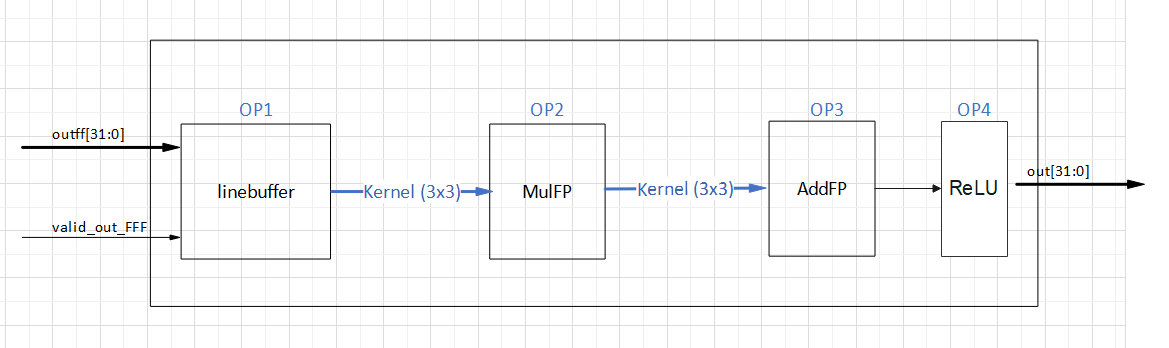 OP1
OP2
OP3
OP4
outff[31:0]
linebuffer
Kernel (3x3)
MulFP
Kernel (3x3)
AddFP
ReLU
out[31:0]
valid_out_FFF